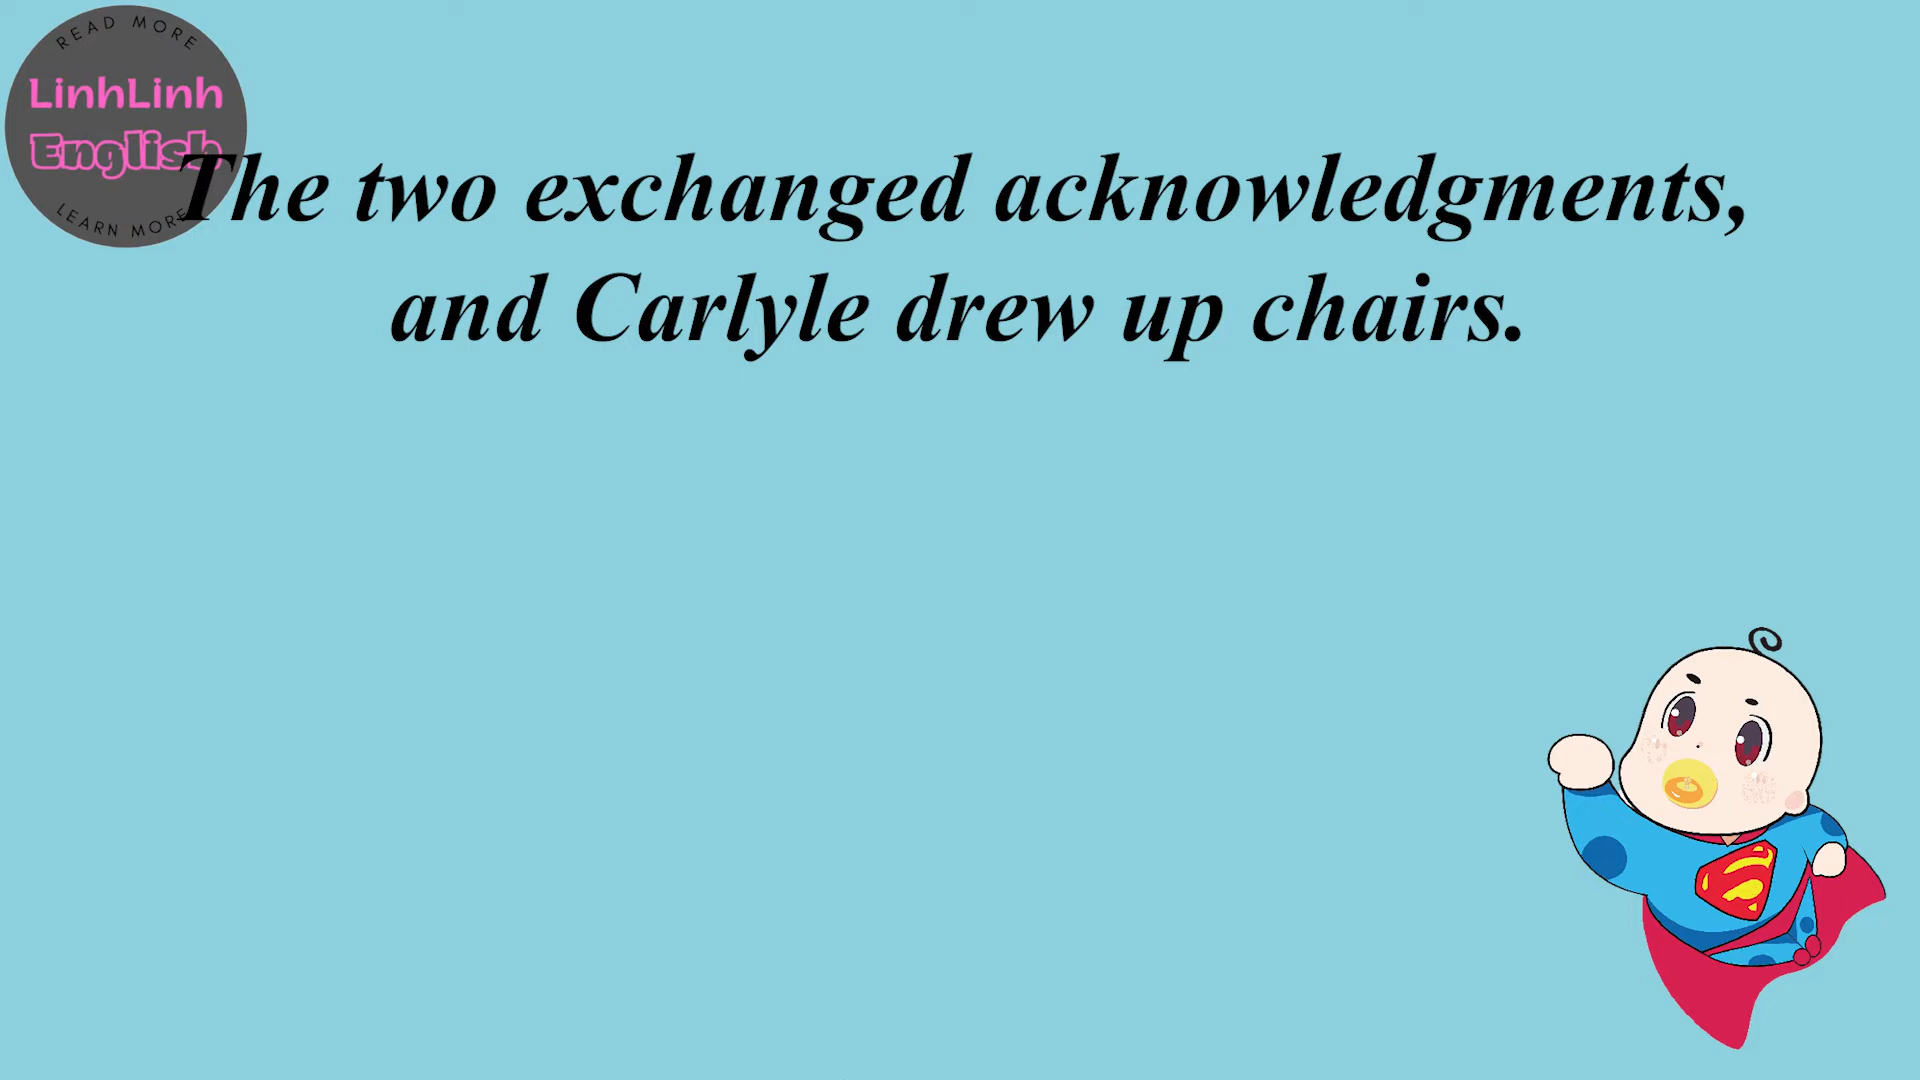 READ MORE
LinhLinh
English
LEARN MORE
The two exchanged acknowledgments,
and Carlyle drew up chairs.